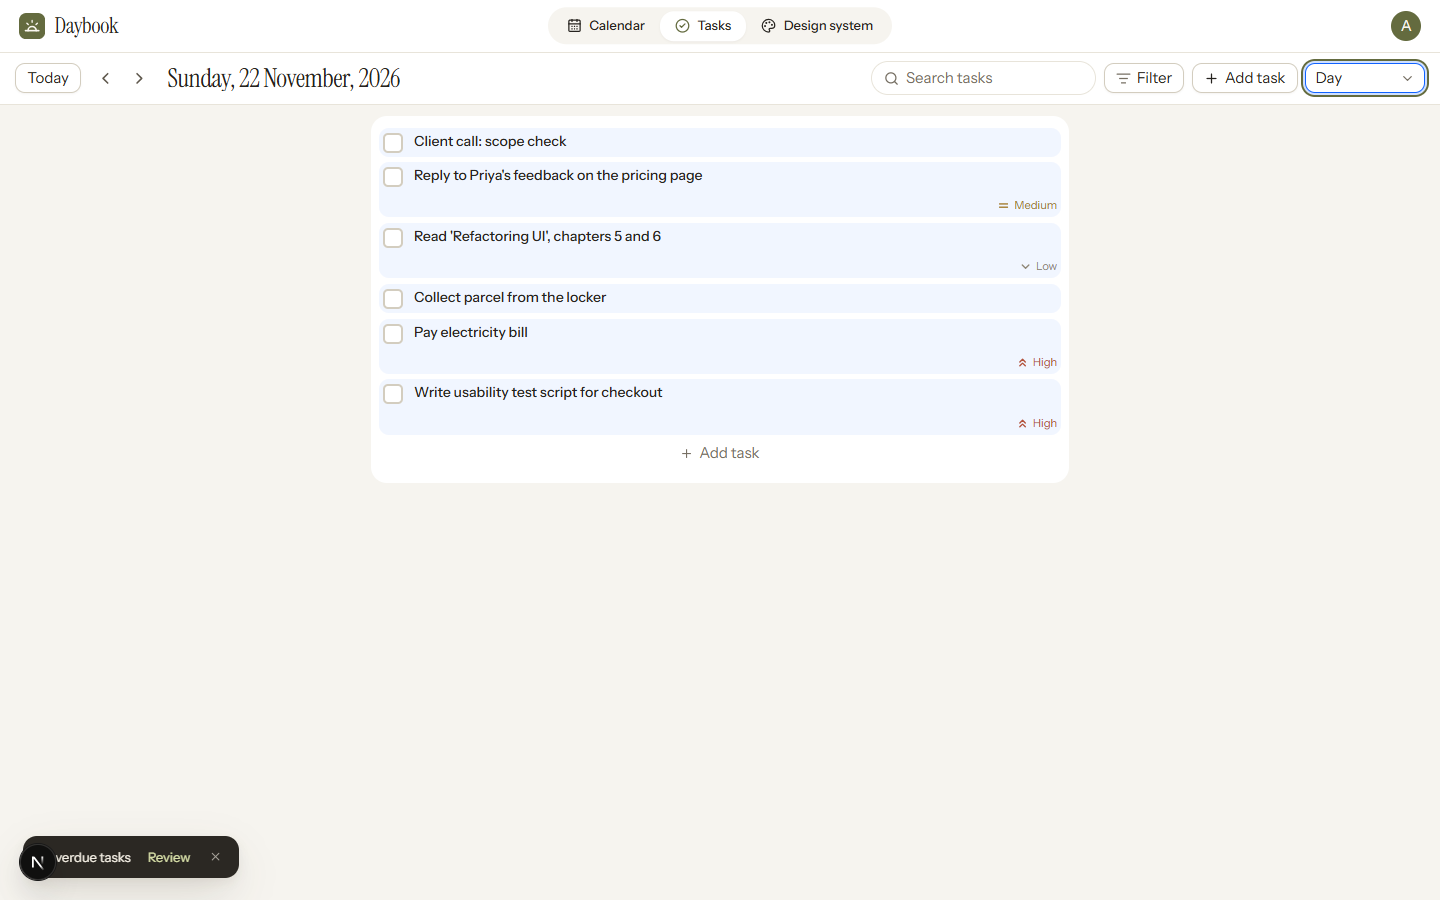 Daybook
Calendar
Tasks
Design system
A
Today
Sunday, 22 November, 2026
Search tasks
Filter
Add task
Day
Client call: scope check
Reply to Priya's feedback on the pricing page
Medium
Read 'Refactoring UI', chapters 5 and 6
Low
Collect parcel from the locker
Pay electricity bill
High
Write usability test script for checkout
High
Add task
N verdue tasks Review